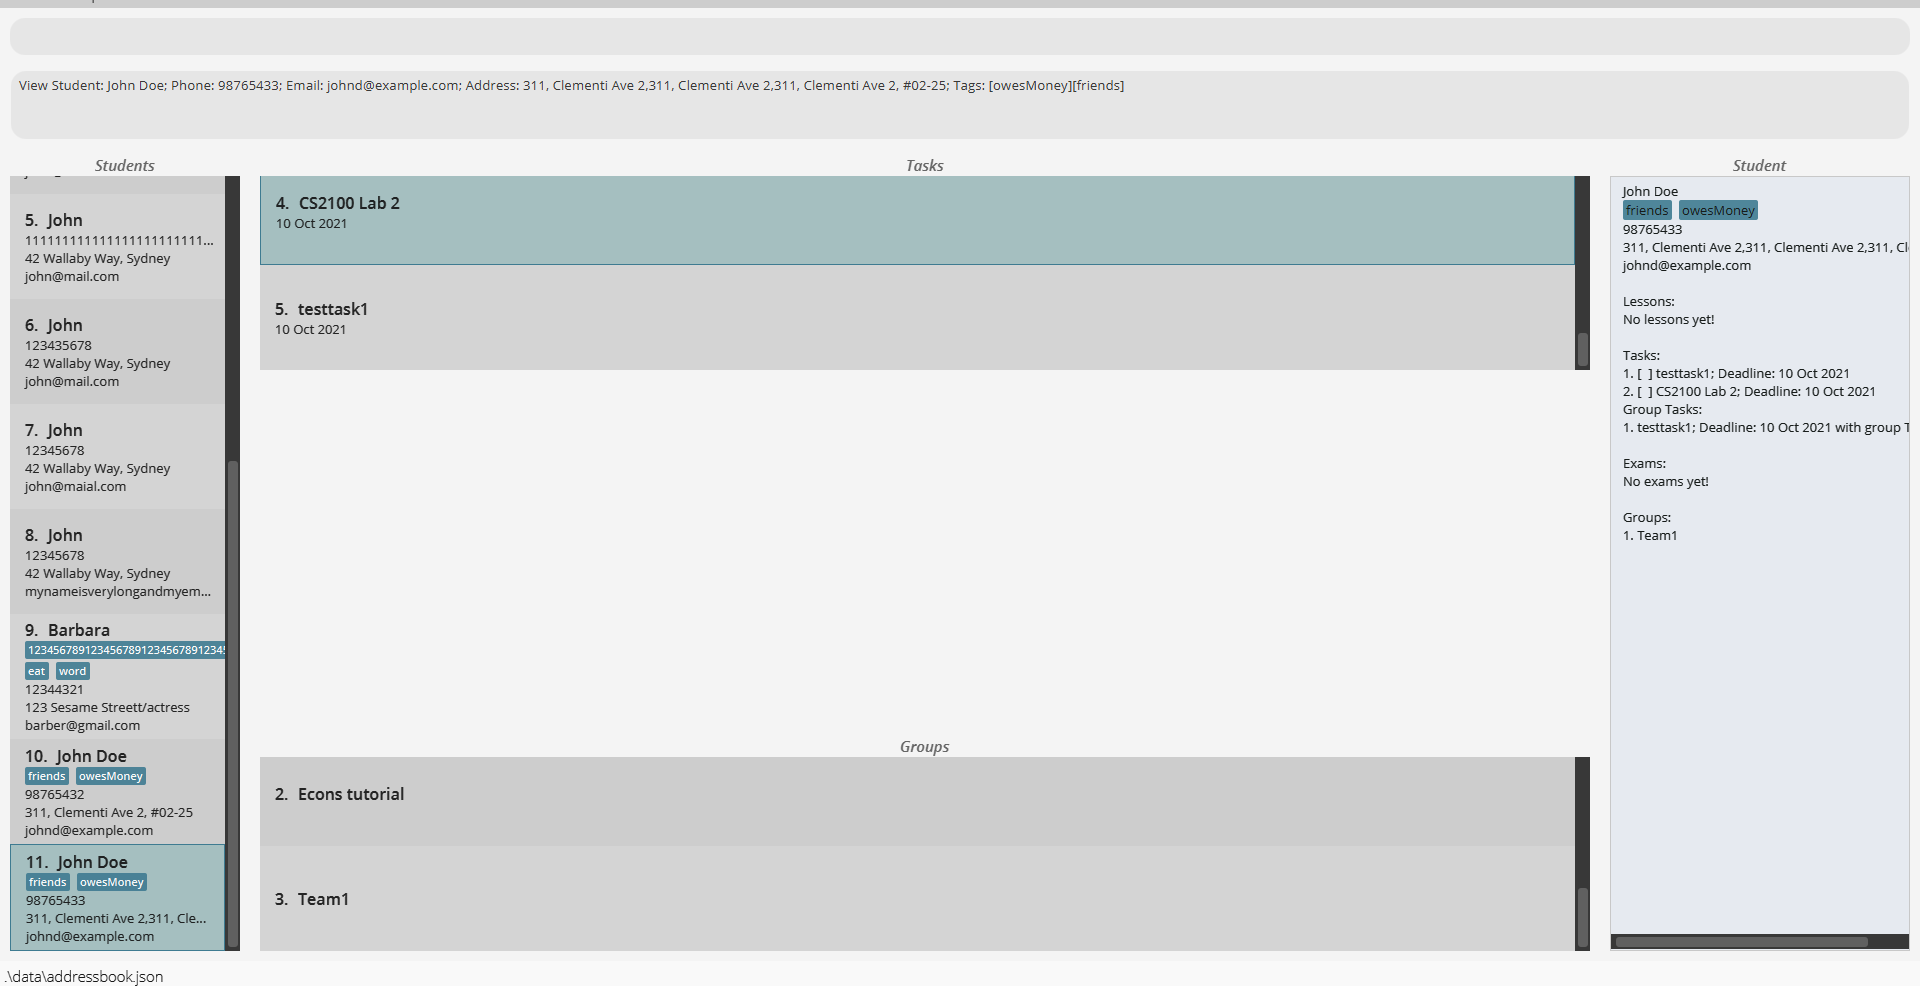 View Student: John Doe; Phone: 98765433; Email: johnd@example.com; Address: 311, Clementi Ave 2,311, Clementi Ave 2,311, Clementi Ave 2, #02-25; Tags: [owesMoney][friends]
Students
5. John
111111111111111111111111...
42 Wallaby Way, Sydney
john@mail.com
6. John
123435678
42 Wallaby Way, Sydney
john@mail.com
7. John
12345678
42 Wallaby Way, Sydney
john@maial.com
8. John
12345678
42 Wallaby Way, Sydney
mynameisverylongandmyem...
9. Barbara
12345678912345678912345678912345
eat word
12344321
123 Sesame Streett/actress
barber@gmail.com
10. John Doe
friends owesMoney
98765432
311, Clementi Ave 2, #02-25
johnd@example.com
11. John Doe
friends owesMoney
98765433
311, Clementi Ave 2,311, Cle...
johnd@example.com
Tasks
4. CS2100 Lab 2
10 Oct 2021
5. testtask1
10 Oct 2021
Groups
2. Econs tutorial
3. Team1
Student
John Doe
friends owesMoney
98765433
311, Clementi Ave 2,311, Clementi Ave 2,311, Cl
johnd@example.com
Lessons:
No lessons yet!
Tasks:
1. [ ] testtask1; Deadline: 10 Oct 2021
2. [ ] CS2100 Lab 2; Deadline: 10 Oct 2021
Group Tasks:
1. testtask1; Deadline: 10 Oct 2021 with group T
Exams:
No exams yet!
Groups:
1. Team1
.\data\addressbook.json